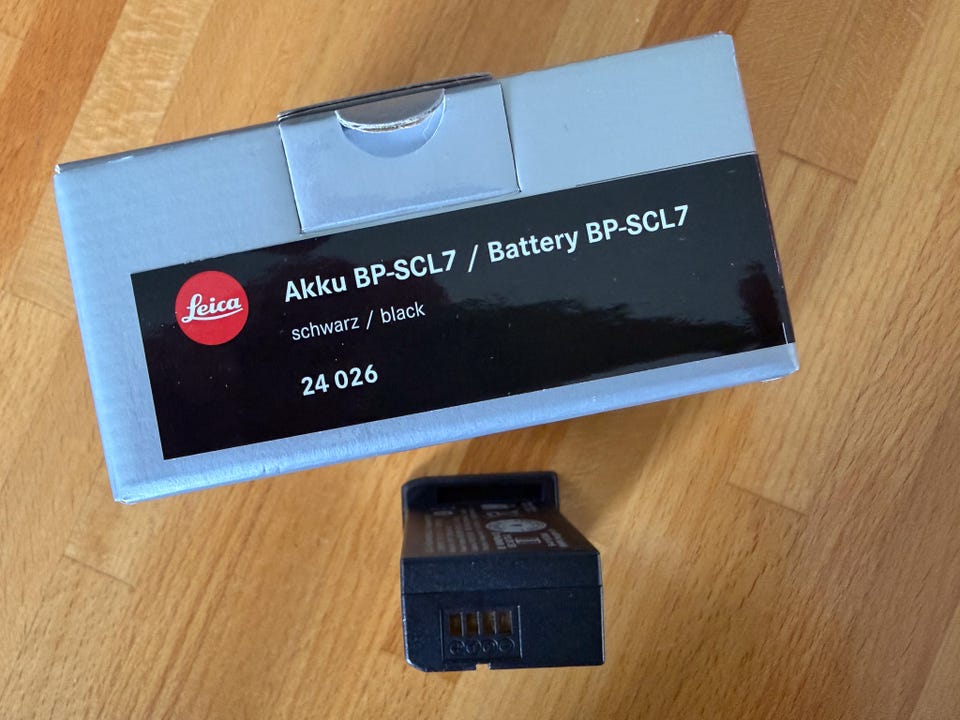 Leica
Akku BP-SCL7 / Battery BP-SCL7
schwarz / black
24 026